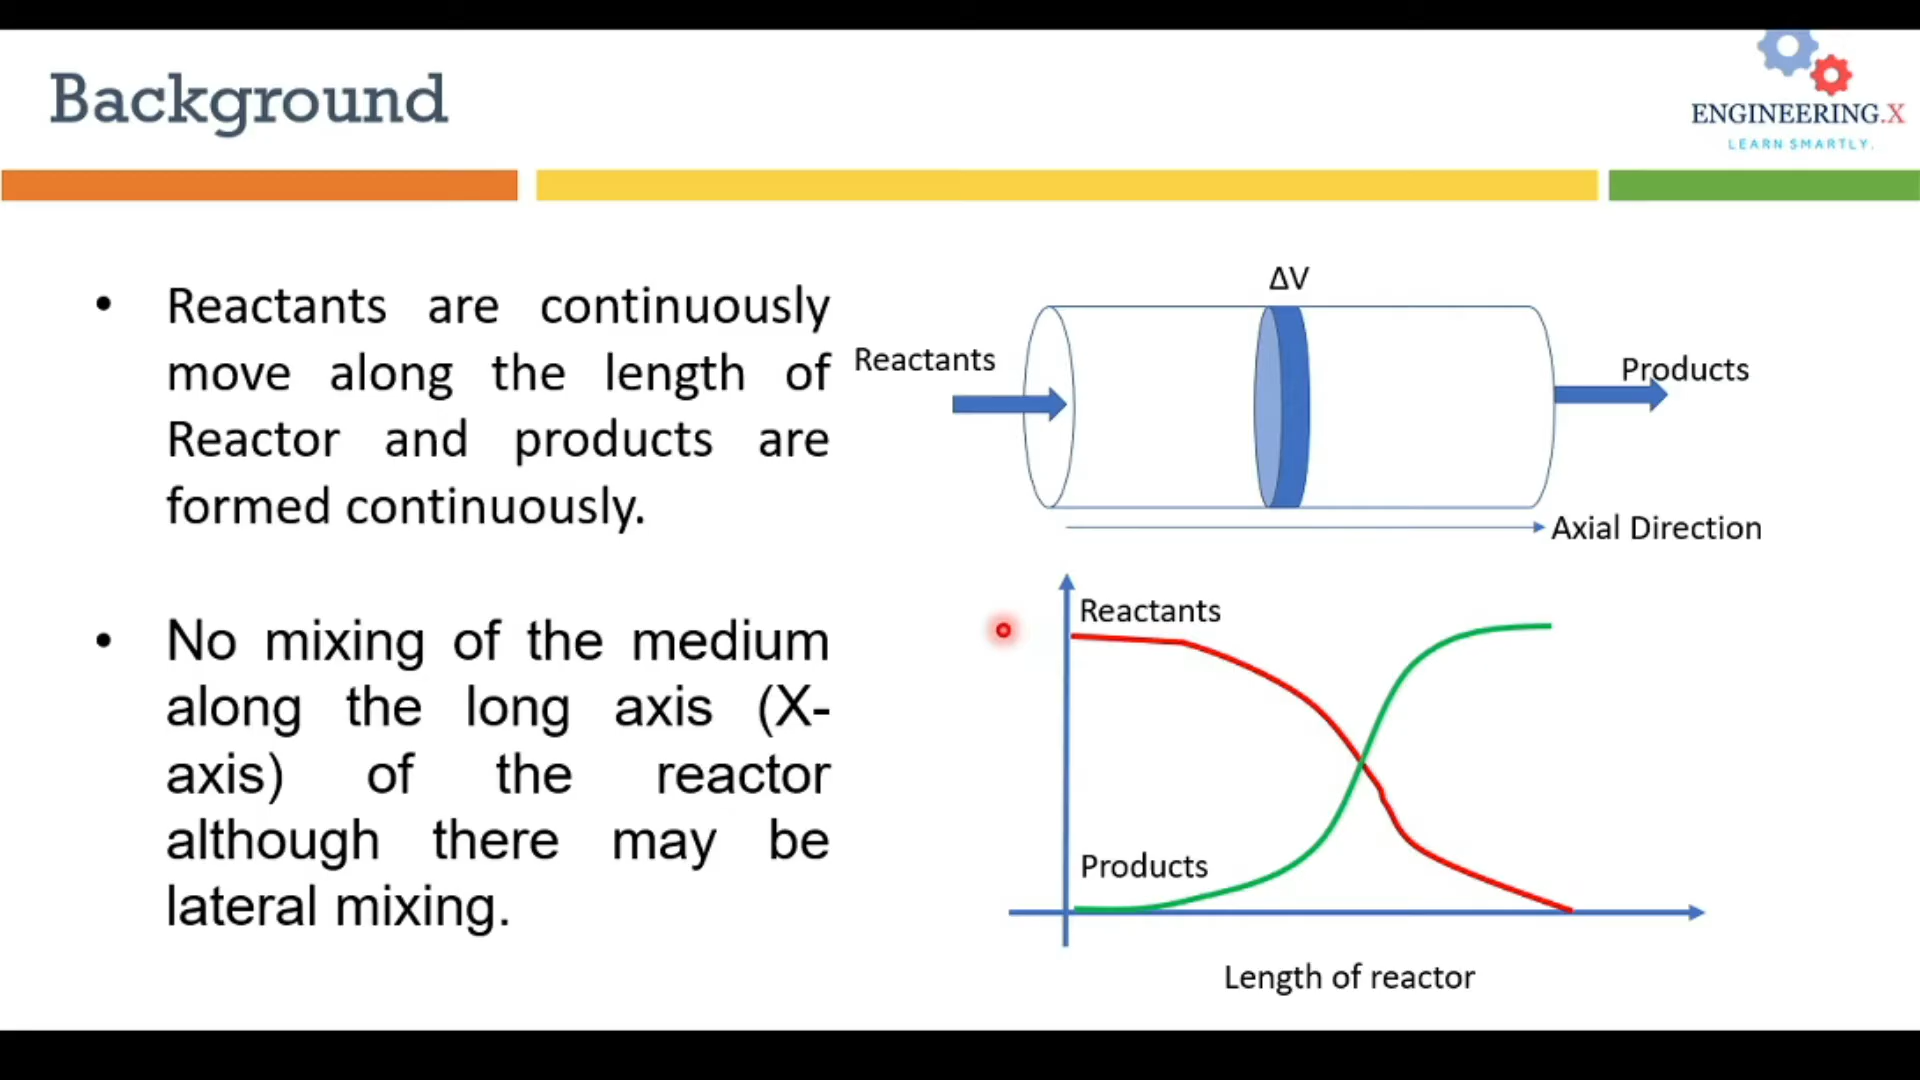 Background
ENGINEERING.X
LEARN SMARTLY.
• Reactants are continuously
move along the length of
Reactor and products are
formed continuously.
• No mixing of the medium
along the long axis (X-
axis) of the reactor
although there may be
lateral mixing.
ΔV
Reactants
Products
Axial Direction
Reactants
Products
Length of reactor